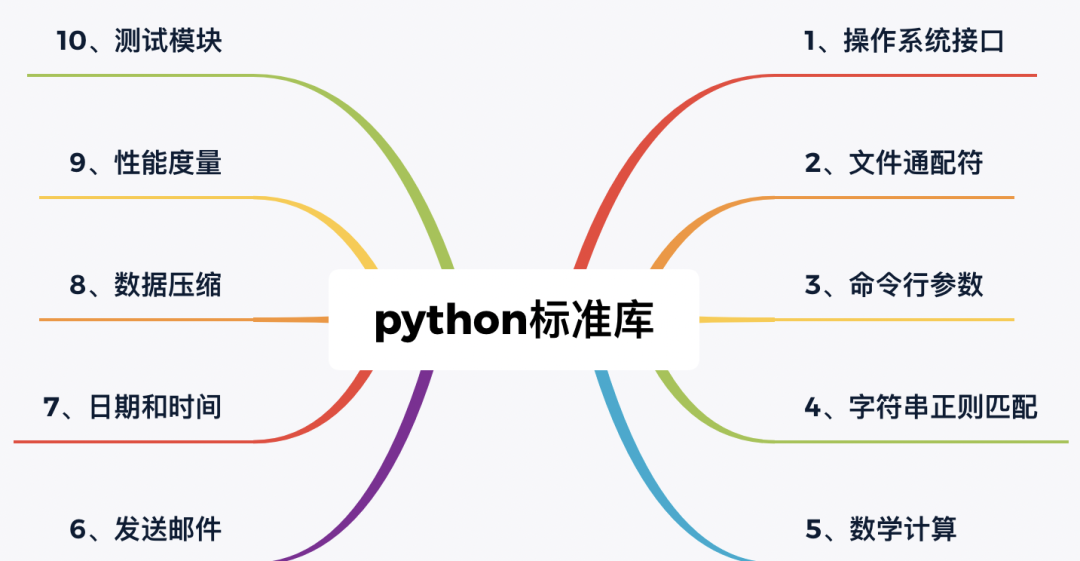 python标准库
1、操作系统接口
2、文件通配符
3、命令行参数
4、字符串正则匹配
5、数学计算
6、发送邮件
7、日期和时间
8、数据压缩
9、性能度量
10、测试模块